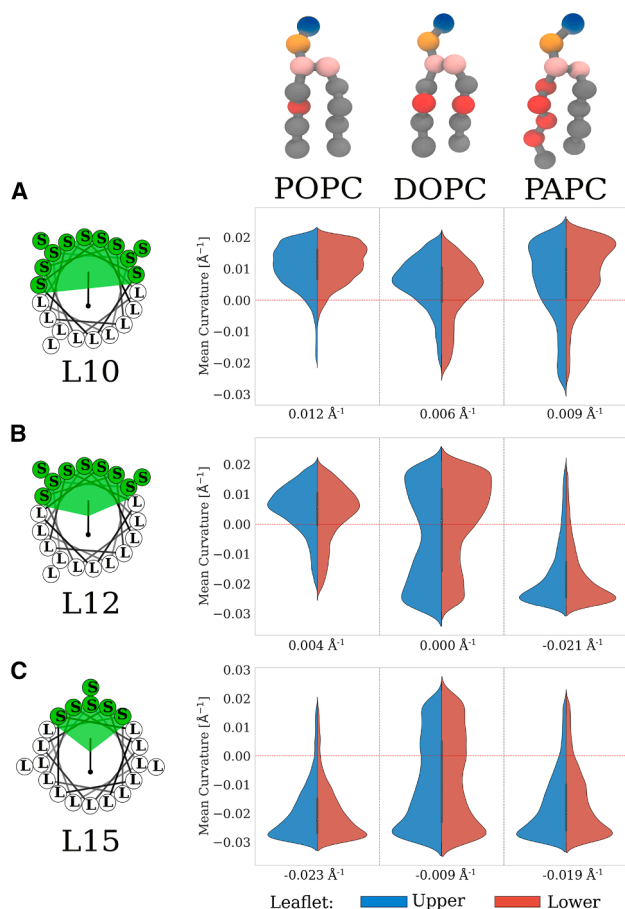 POPC DOPC PAPC
A
S S S S S S
S S
S S
S
L
L L
L L
L L
L L L
L
L10
Mean Curvature [Å⁻¹]
0.02
0.01
0.00
−0.01
−0.02
−0.03
0.012 Å⁻¹ 0.006 Å⁻¹ 0.009 Å⁻¹
B
S S S S S S
S S
S S
L L
L L
L L
L L
L L L
L
L12
Mean Curvature [Å⁻¹]
0.02
0.01
0.00
−0.01
−0.02
−0.03
0.004 Å⁻¹ 0.000 Å⁻¹ -0.021 Å⁻¹
C
S
S S S S S
L L
L L
L L L L
L L
L L
L L L
L15
Mean Curvature [Å⁻¹]
0.03
0.02
0.01
0.00
−0.01
−0.02
−0.03
-0.023 Å⁻¹ -0.009 Å⁻¹ -0.019 Å⁻¹
Leaflet: Upper Lower